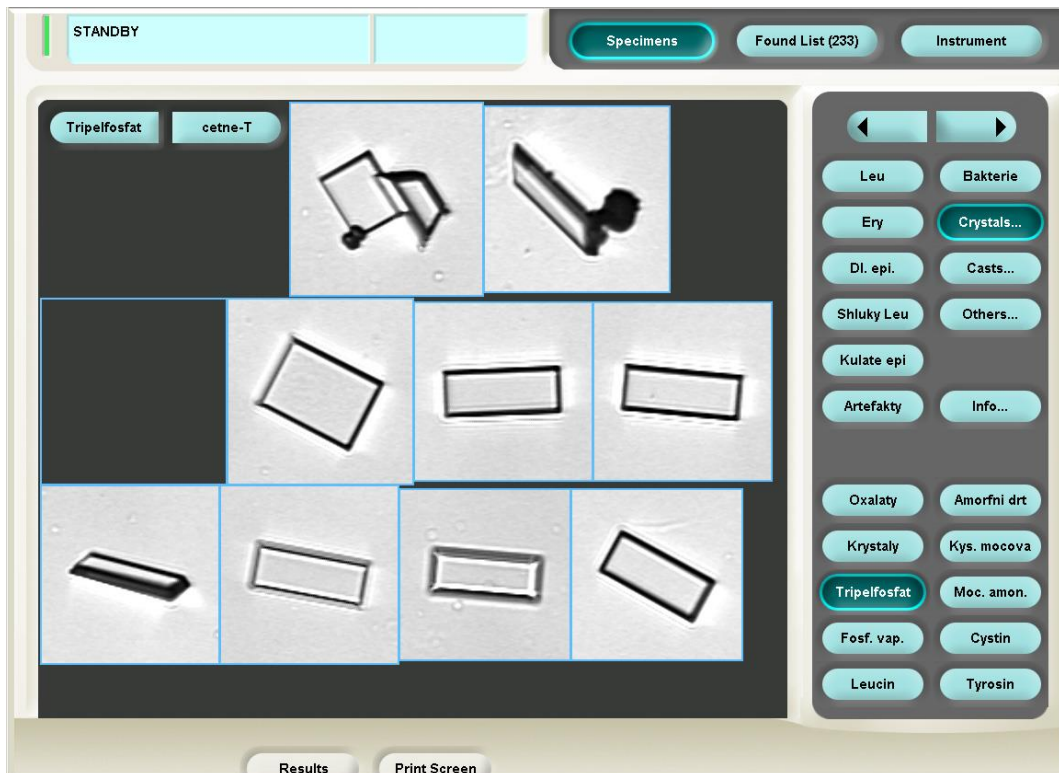 STANDBY
Specimens
Found List (233)
Instrument
Tripelfosfat
cetne-T
Leu
Bakterie
Ery
Crystals...
Dl. epi.
Casts...
Shluky Leu
Others...
Kulate epi
Artefakty
Info...
Oxalaty
Amorfni drt
Krystaly
Kys. mocova
Tripelfosfat
Moc. amon.
Fosf. vap.
Cystin
Leucin
Tyrosin
Results
Print Screen